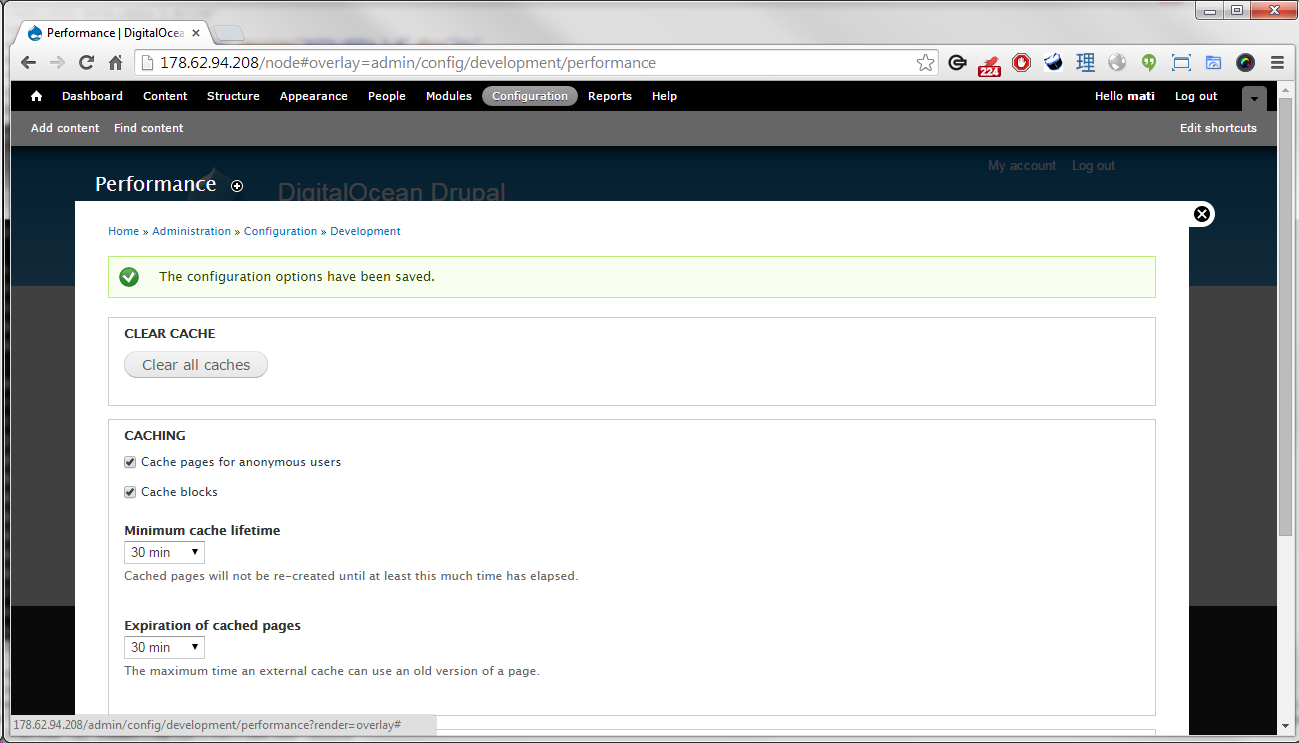 Performance | DigitalOcea
178.62.94.208/node#overlay=admin/config/development/performance
224
理
Dashboard Content Structure Appearance People Modules Configuration Reports Help Hello mati Log out
Add content Find content Edit shortcuts
My account Log out
Performance
DigitalOcean Drupal
Home » Administration » Configuration » Development
The configuration options have been saved.
CLEAR CACHE
Clear all caches
CACHING
Cache pages for anonymous users
Cache blocks
Minimum cache lifetime
30 min
Cached pages will not be re-created until at least this much time has elapsed.
Expiration of cached pages
30 min
The maximum time an external cache can use an old version of a page.
178.62.94.208/admin/config/development/performance?render=overlay#